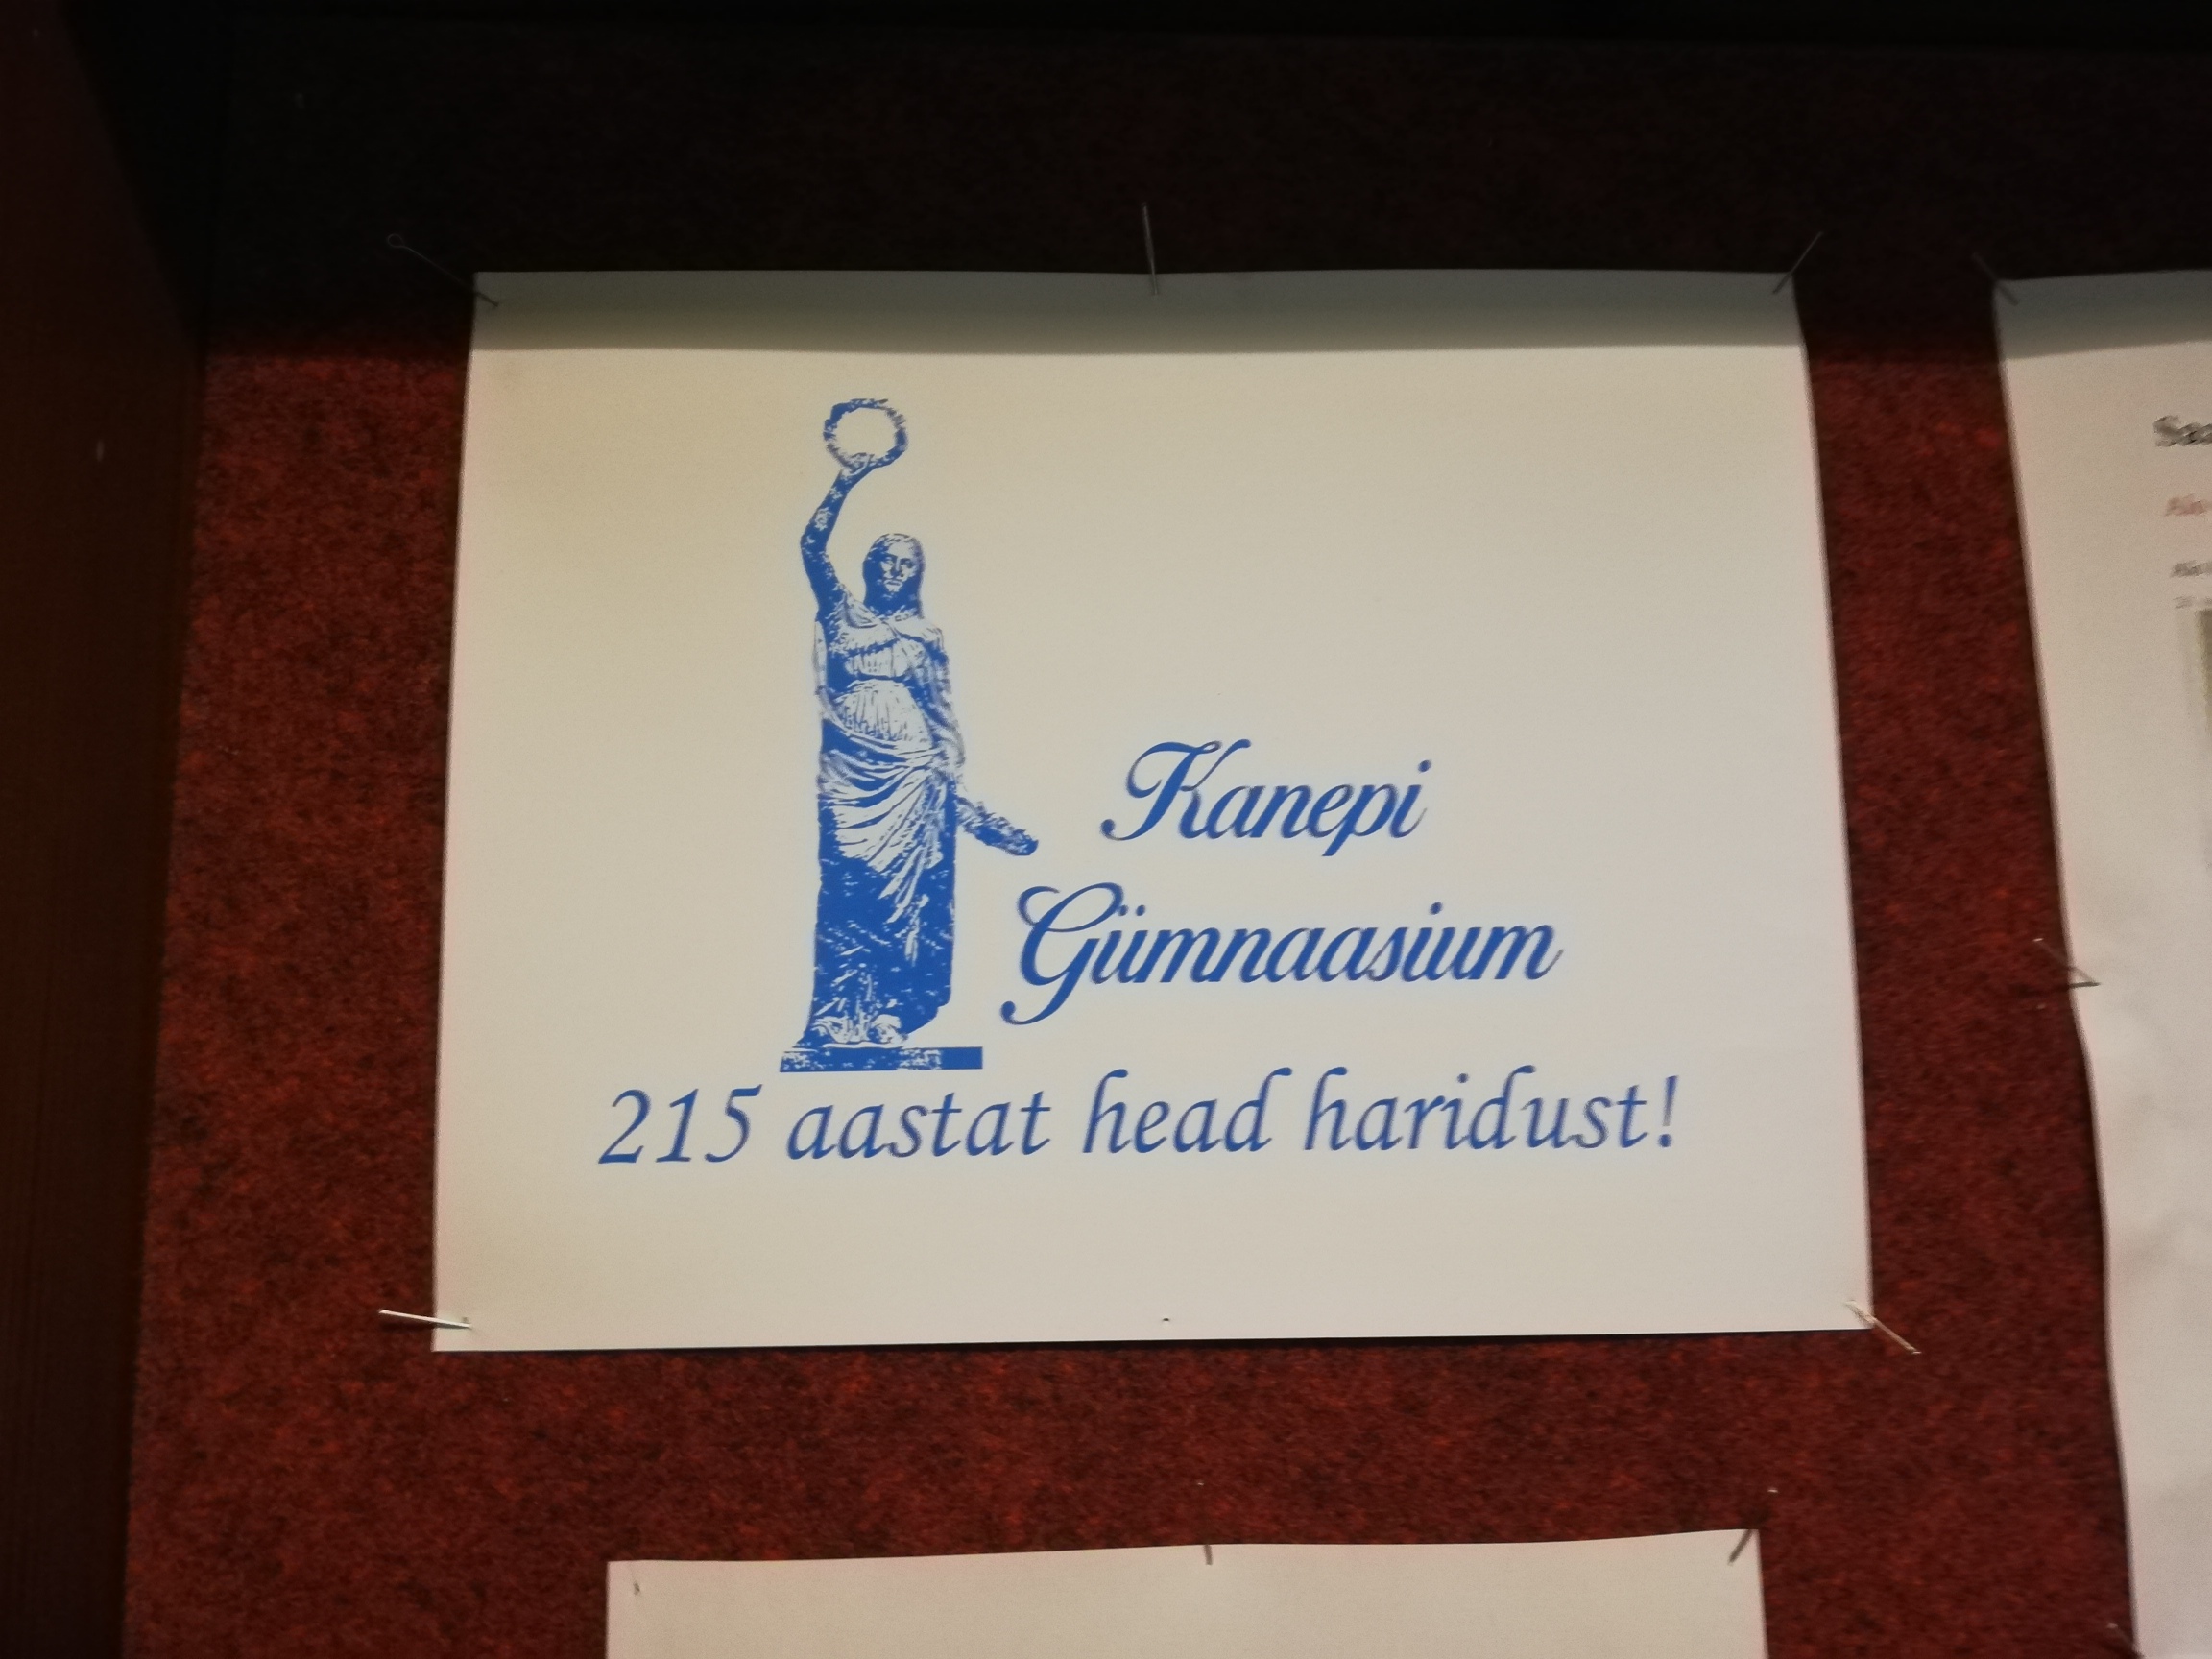 Kanepi
Gümnaasium
215 aastat head haridust!